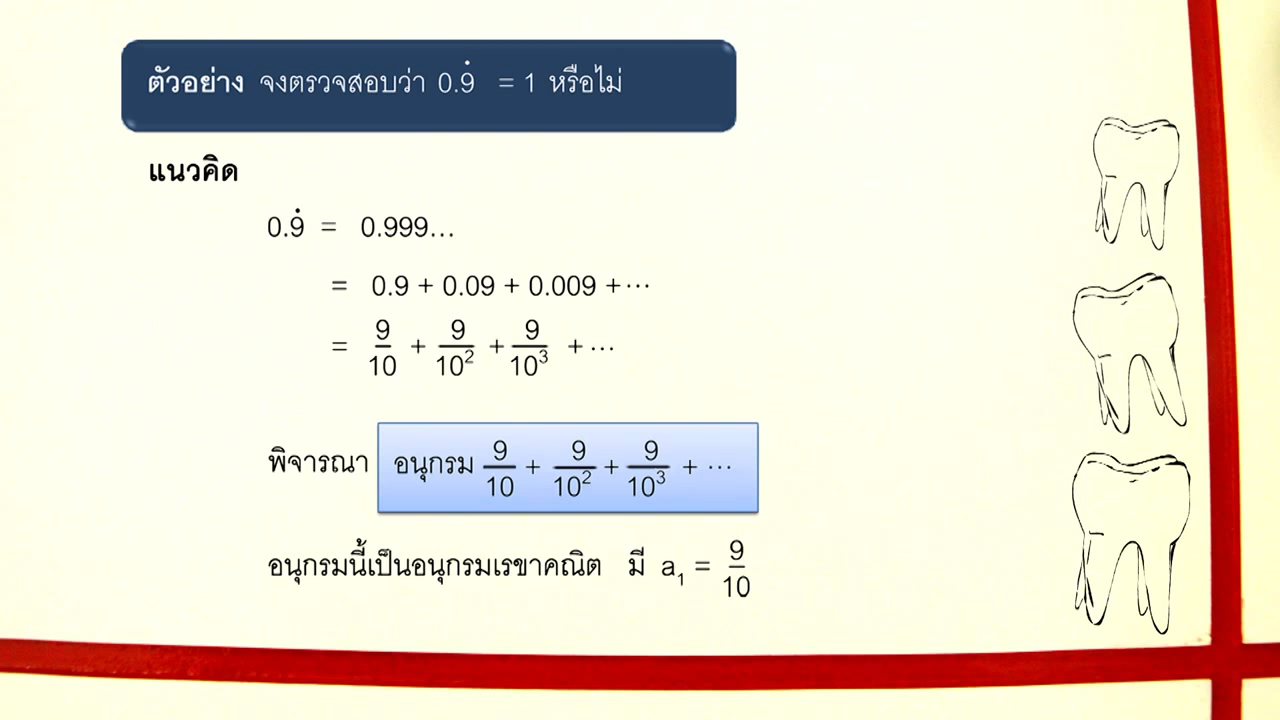 ตัวอย่าง จงตรวจสอบว่า 0.9̇ = 1 หรือไม่
แนวคิด
0.9̇ = 0.999...
= 0.9 + 0.09 + 0.009 + ⋯
= 9/10 + 9/10² + 9/10³ + ⋯
พิจารณา อนุกรม 9/10 + 9/10² + 9/10³ + ⋯
อนุกรมนี้เป็นอนุกรมเรขาคณิต มี a₁ = 9/10